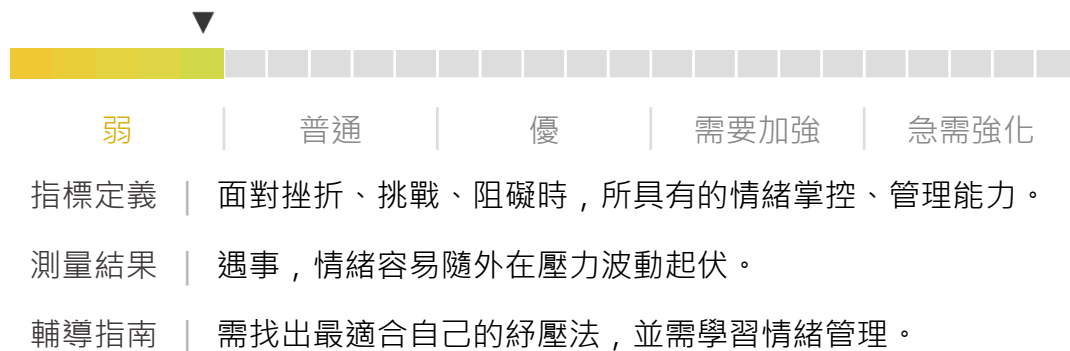 弱 | 普通 | 優 | 需要加強 | 急需強化
指標定義 | 面對挫折、挑戰、阻礙時，所具有的情緒掌控、管理能力。
測量結果 | 遇事，情緒容易隨外在壓力波動起伏。
輔導指南 | 需找出最適合自己的紓壓法，並需學習情緒管理。